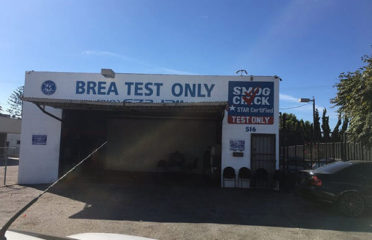 BREA TEST ONLY
SMOG
CHECK
STAR Certified
TEST ONLY
516